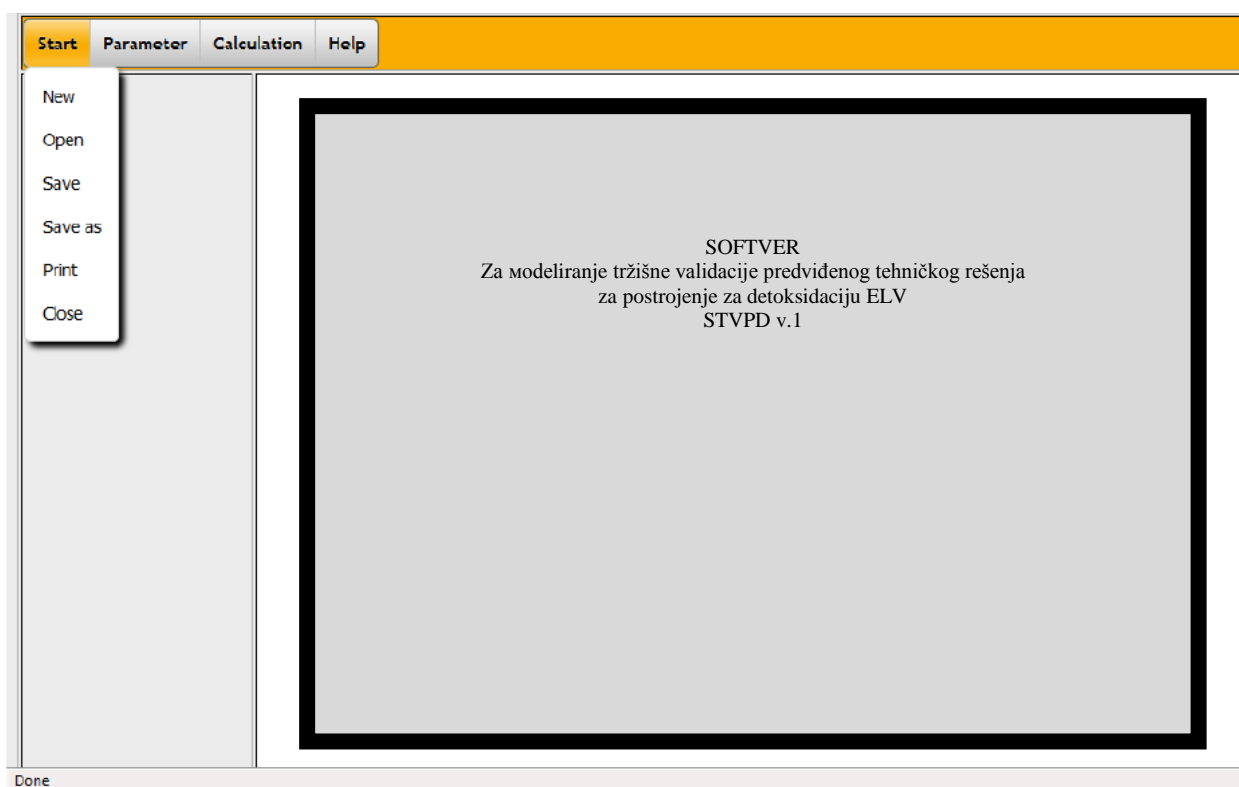 Start Parameter Calculation Help
New
Open
Save
Save as
Print
Close
SOFTVER
Za мodeliranje tržišne validacije predviđenog tehničkog rešenja
za postrojenje za detoksidaciju ELV
STVPD v.1
Done